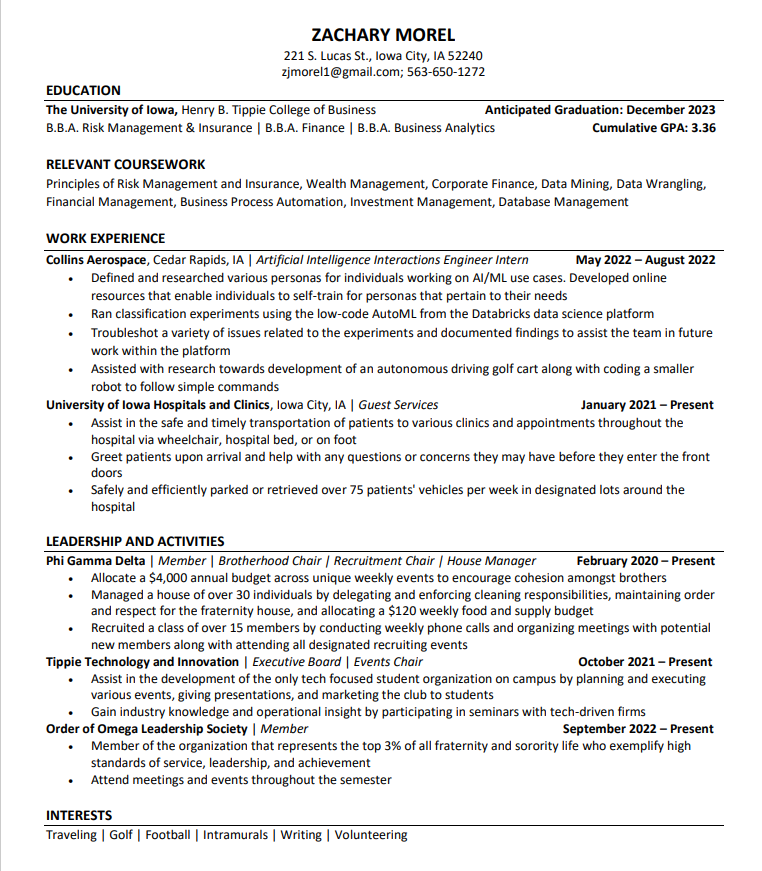 ZACHARY MOREL
221 S. Lucas St., Iowa City, IA 52240
zjmorel1@gmail.com; 563-650-1272
EDUCATION
The University of Iowa, Henry B. Tippie College of Business Anticipated Graduation: December 2023
B.B.A. Risk Management & Insurance | B.B.A. Finance | B.B.A. Business Analytics Cumulative GPA: 3.36
RELEVANT COURSEWORK
Principles of Risk Management and Insurance, Wealth Management, Corporate Finance, Data Mining, Data Wrangling,
Financial Management, Business Process Automation, Investment Management, Database Management
WORK EXPERIENCE
Collins Aerospace, Cedar Rapids, IA | Artificial Intelligence Interactions Engineer Intern May 2022 – August 2022
• Defined and researched various personas for individuals working on AI/ML use cases. Developed online
resources that enable individuals to self-train for personas that pertain to their needs
• Ran classification experiments using the low-code AutoML from the Databricks data science platform
• Troubleshot a variety of issues related to the experiments and documented findings to assist the team in future
work within the platform
• Assisted with research towards development of an autonomous driving golf cart along with coding a smaller
robot to follow simple commands
University of Iowa Hospitals and Clinics, Iowa City, IA | Guest Services January 2021 – Present
• Assist in the safe and timely transportation of patients to various clinics and appointments throughout the
hospital via wheelchair, hospital bed, or on foot
• Greet patients upon arrival and help with any questions or concerns they may have before they enter the front
doors
• Safely and efficiently parked or retrieved over 75 patients' vehicles per week in designated lots around the
hospital
LEADERSHIP AND ACTIVITIES
Phi Gamma Delta | Member | Brotherhood Chair | Recruitment Chair | House Manager February 2020 – Present
• Allocate a $4,000 annual budget across unique weekly events to encourage cohesion amongst brothers
• Managed a house of over 30 individuals by delegating and enforcing cleaning responsibilities, maintaining order
and respect for the fraternity house, and allocating a $120 weekly food and supply budget
• Recruited a class of over 15 members by conducting weekly phone calls and organizing meetings with potential
new members along with attending all designated recruiting events
Tippie Technology and Innovation | Executive Board | Events Chair October 2021 – Present
• Assist in the development of the only tech focused student organization on campus by planning and executing
various events, giving presentations, and marketing the club to students
• Gain industry knowledge and operational insight by participating in seminars with tech-driven firms
Order of Omega Leadership Society | Member September 2022 – Present
• Member of the organization that represents the top 3% of all fraternity and sorority life who exemplify high
standards of service, leadership, and achievement
• Attend meetings and events throughout the semester
INTERESTS
Traveling | Golf | Football | Intramurals | Writing | Volunteering